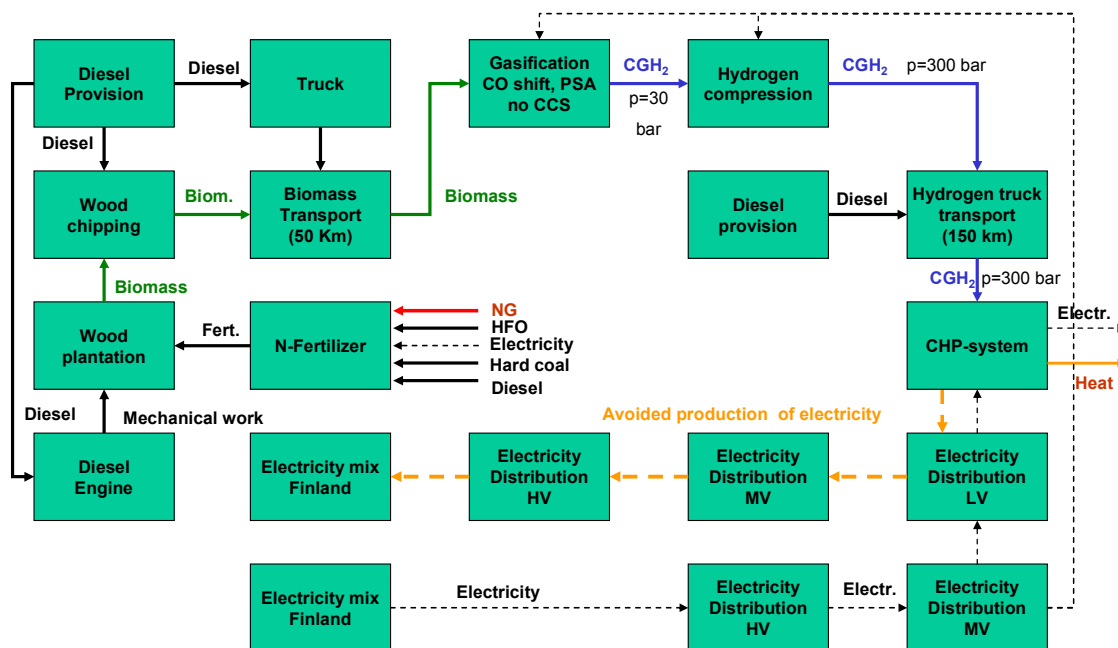 Diesel
Provision
Diesel
Truck
Gasification
CO shift, PSA
no CCS
CGH₂
p=30
bar
Hydrogen
compression
CGH₂
p=300 bar
Diesel
Wood
chipping
Biom.
Biomass
Transport
(50 Km)
Biomass
Diesel
provision
Diesel
Hydrogen truck
transport
(150 km)
Biomass
CGH₂ p=300 bar
Wood
plantation
Fert.
N-Fertilizer
NG
HFO
Electricity
Hard coal
Diesel
CHP-system
Electr.
Heat
Diesel
Mechanical work
Avoided production of electricity
Diesel
Engine
Electricity mix
Finland
Electricity
Distribution
HV
Electricity
Distribution
MV
Electricity
Distribution
LV
Electricity mix
Finland
Electricity
Electricity
Distribution
HV
Electr.
Electricity
Distribution
MV